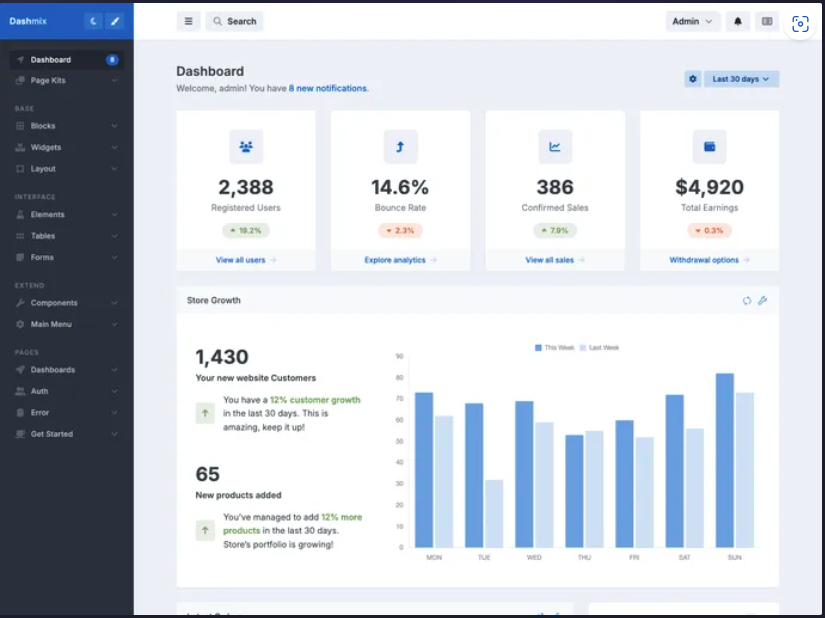 Dashmix
Search
Admin
Dashboard 8
Page Kits
BASE
Blocks
Widgets
Layout
INTERFACE
Elements
Tables
Forms
EXTEND
Components
Main Menu
PAGES
Dashboards
Auth
Error
Get Started
Dashboard
Welcome, admin! You have 8 new notifications.
Last 30 days
2,388
Registered Users
19.2%
View all users
14.6%
Bounce Rate
2.3%
Explore analytics
386
Confirmed Sales
7.9%
View all sales
$4,920
Total Earnings
0.3%
Withdrawal options
Store Growth
1,430
Your new website Customers
You have a 12% customer growth
in the last 30 days. This is
amazing, keep it up!
65
New products added
You've managed to add 12% more
products in the last 30 days.
Store's portfolio is growing!
This Week Last Week
90
80
70
60
50
40
30
20
10
0
MON TUE WED THU FRI SAT SUN